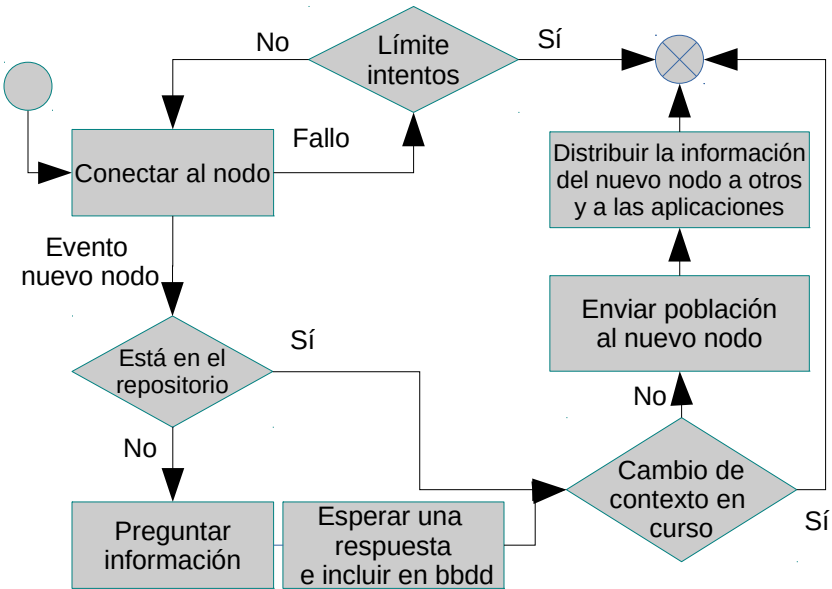 No
Límite
intentos
Sí
Conectar al nodo
Fallo
Distribuir la información
del nuevo nodo a otros
y a las aplicaciones
Evento
nuevo nodo
Enviar población
al nuevo nodo
Está en el
repositorio
Sí
No
No
Cambio de
contexto en
curso
Sí
Preguntar
información
Esperar una
respuesta
e incluir en bbdd